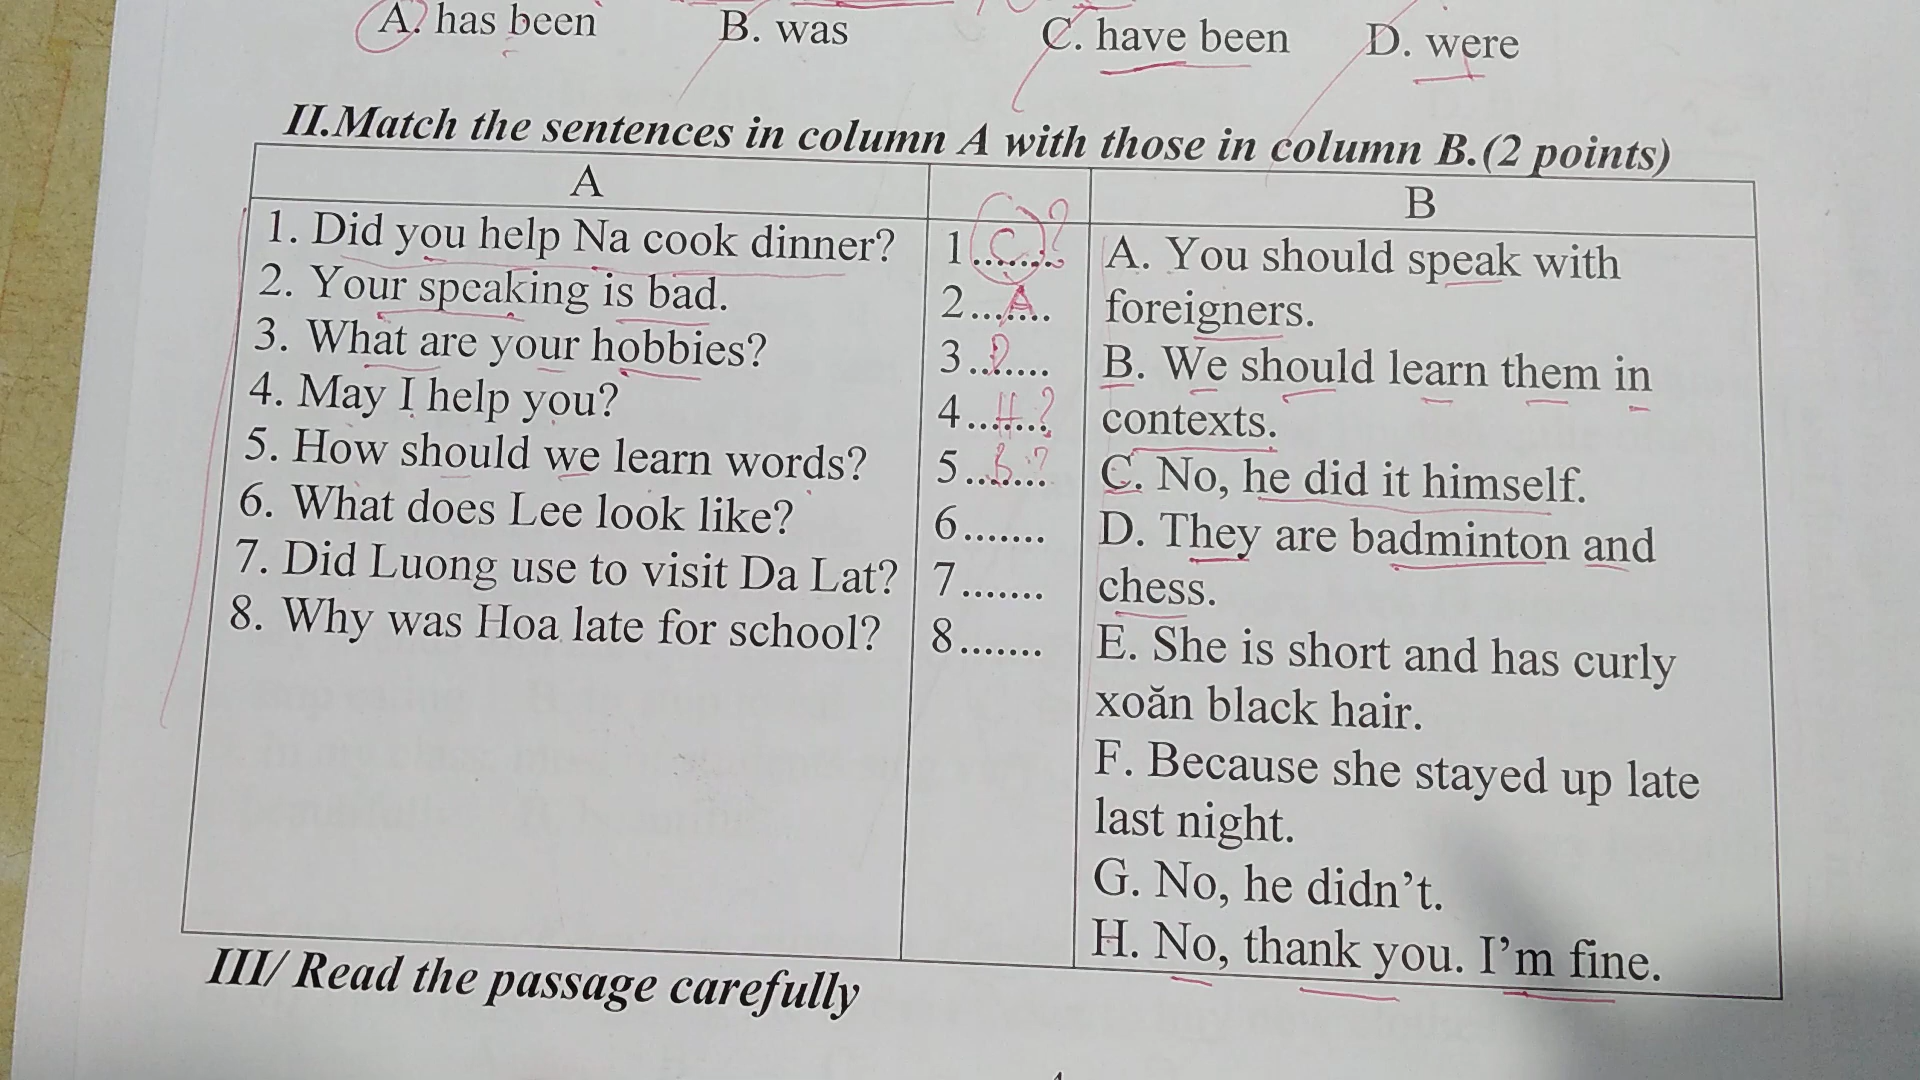 A. has been B. was C. have been D. were
II.Match the sentences in column A with those in column B.(2 points)
A
B
1. Did you help Na cook dinner?
2. Your speaking is bad.
3. What are your hobbies?
4. May I help you?
5. How should we learn words?
6. What does Lee look like?
7. Did Luong use to visit Da Lat?
8. Why was Hoa late for school?
1.......C ?
2.......A
3.......D
4.......H ?
5.......B ?
6.......
7.......
8.......
A. You should speak with
foreigners.
B. We should learn them in
contexts.
C. No, he did it himself.
D. They are badminton and
chess.
E. She is short and has curly
xoăn black hair.
F. Because she stayed up late
last night.
G. No, he didn't.
H. No, thank you. I'm fine.
III/ Read the passage carefully